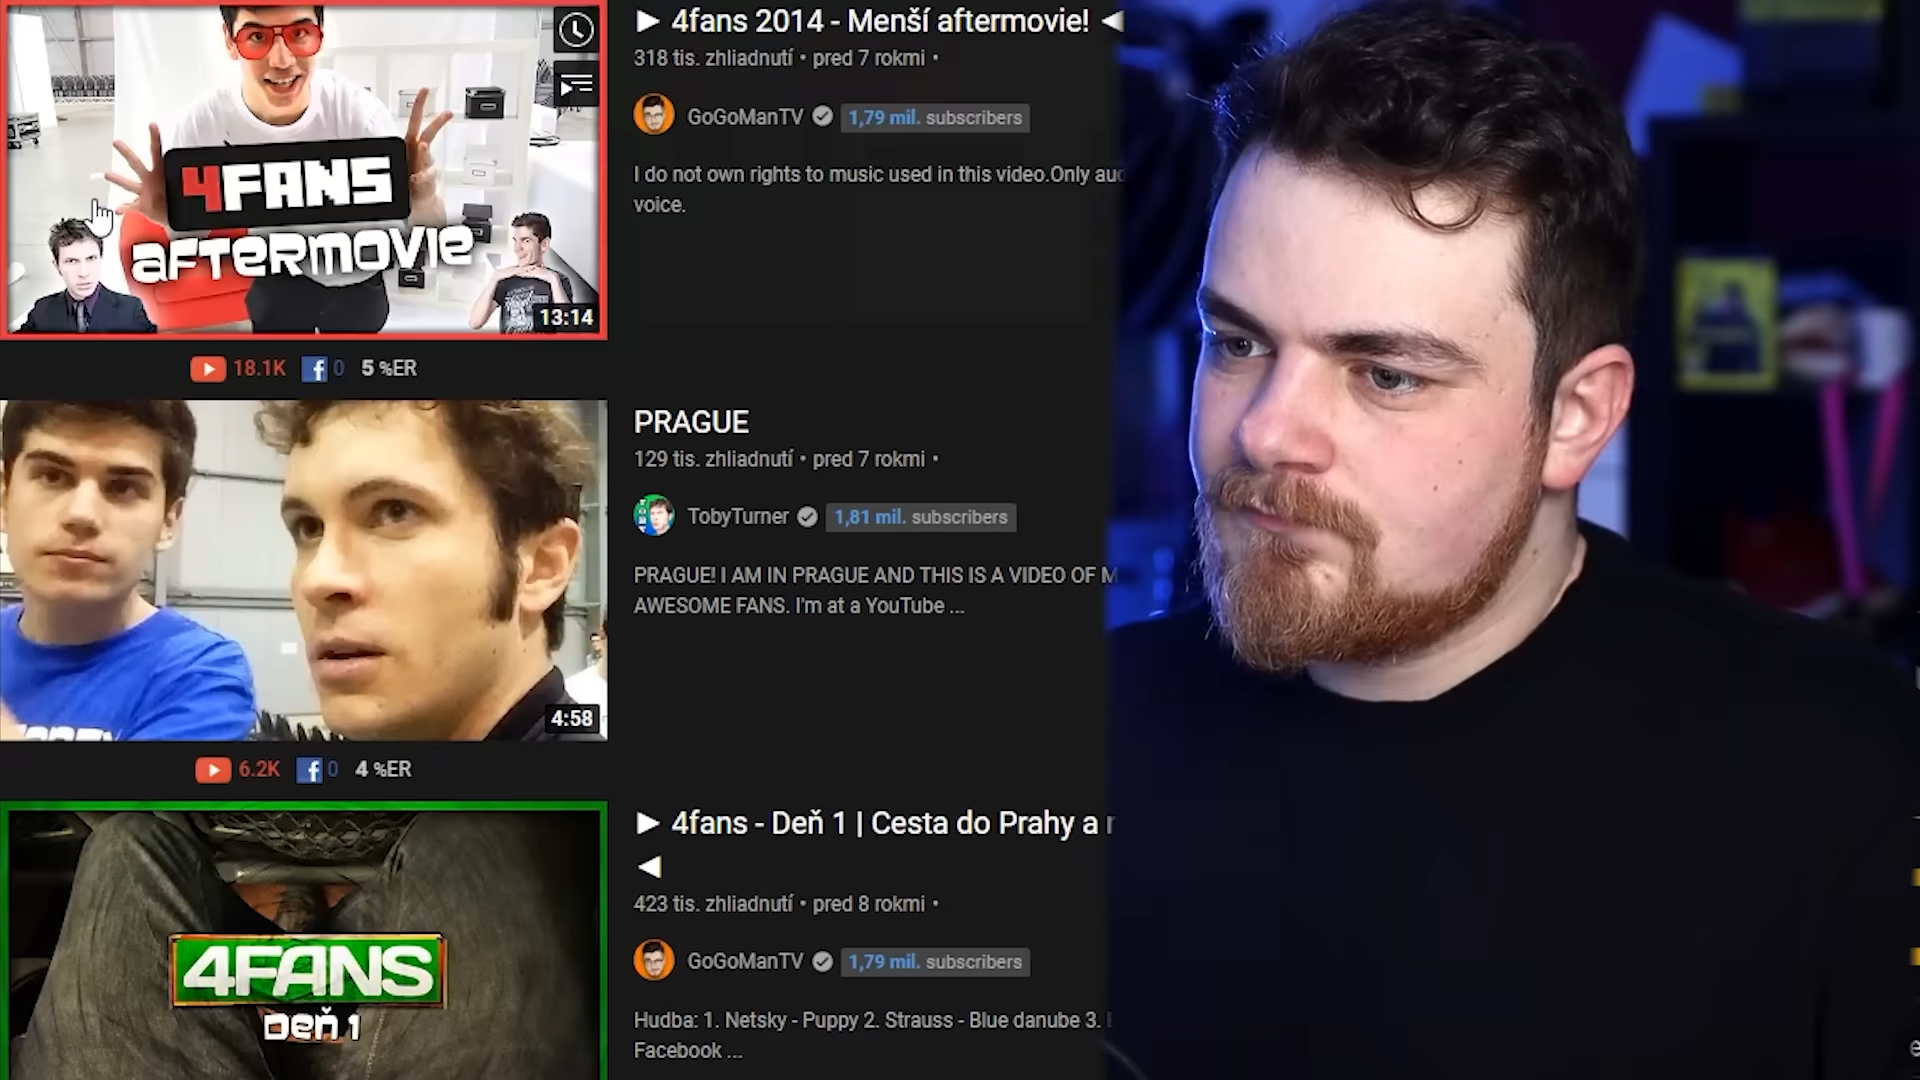 ▶ 4fans 2014 - Menší aftermovie! ◀
318 tis. zhliadnutí • pred 7 rokmi •
GoGoManTV 1,79 mil. subscribers
I do not own rights to music used in this video.Only
voice.
4FANS
AFTERMOVIE
13:14
18.1K 0 5 %ER
PRAGUE
129 tis. zhliadnutí • pred 7 rokmi •
TobyTurner 1,81 mil. subscribers
PRAGUE! I AM IN PRAGUE AND THIS IS A VIDEO OF
AWESOME FANS. I'm at a YouTube ...
4:58
6.2K 0 4 %ER
▶ 4fans - Deň 1 | Cesta do Prahy a
◀
423 tis. zhliadnutí • pred 8 rokmi •
GoGoManTV 1,79 mil. subscribers
4FANS
Deň 1
Hudba: 1. Netsky - Puppy 2. Strauss - Blue danube 3.
Facebook ...